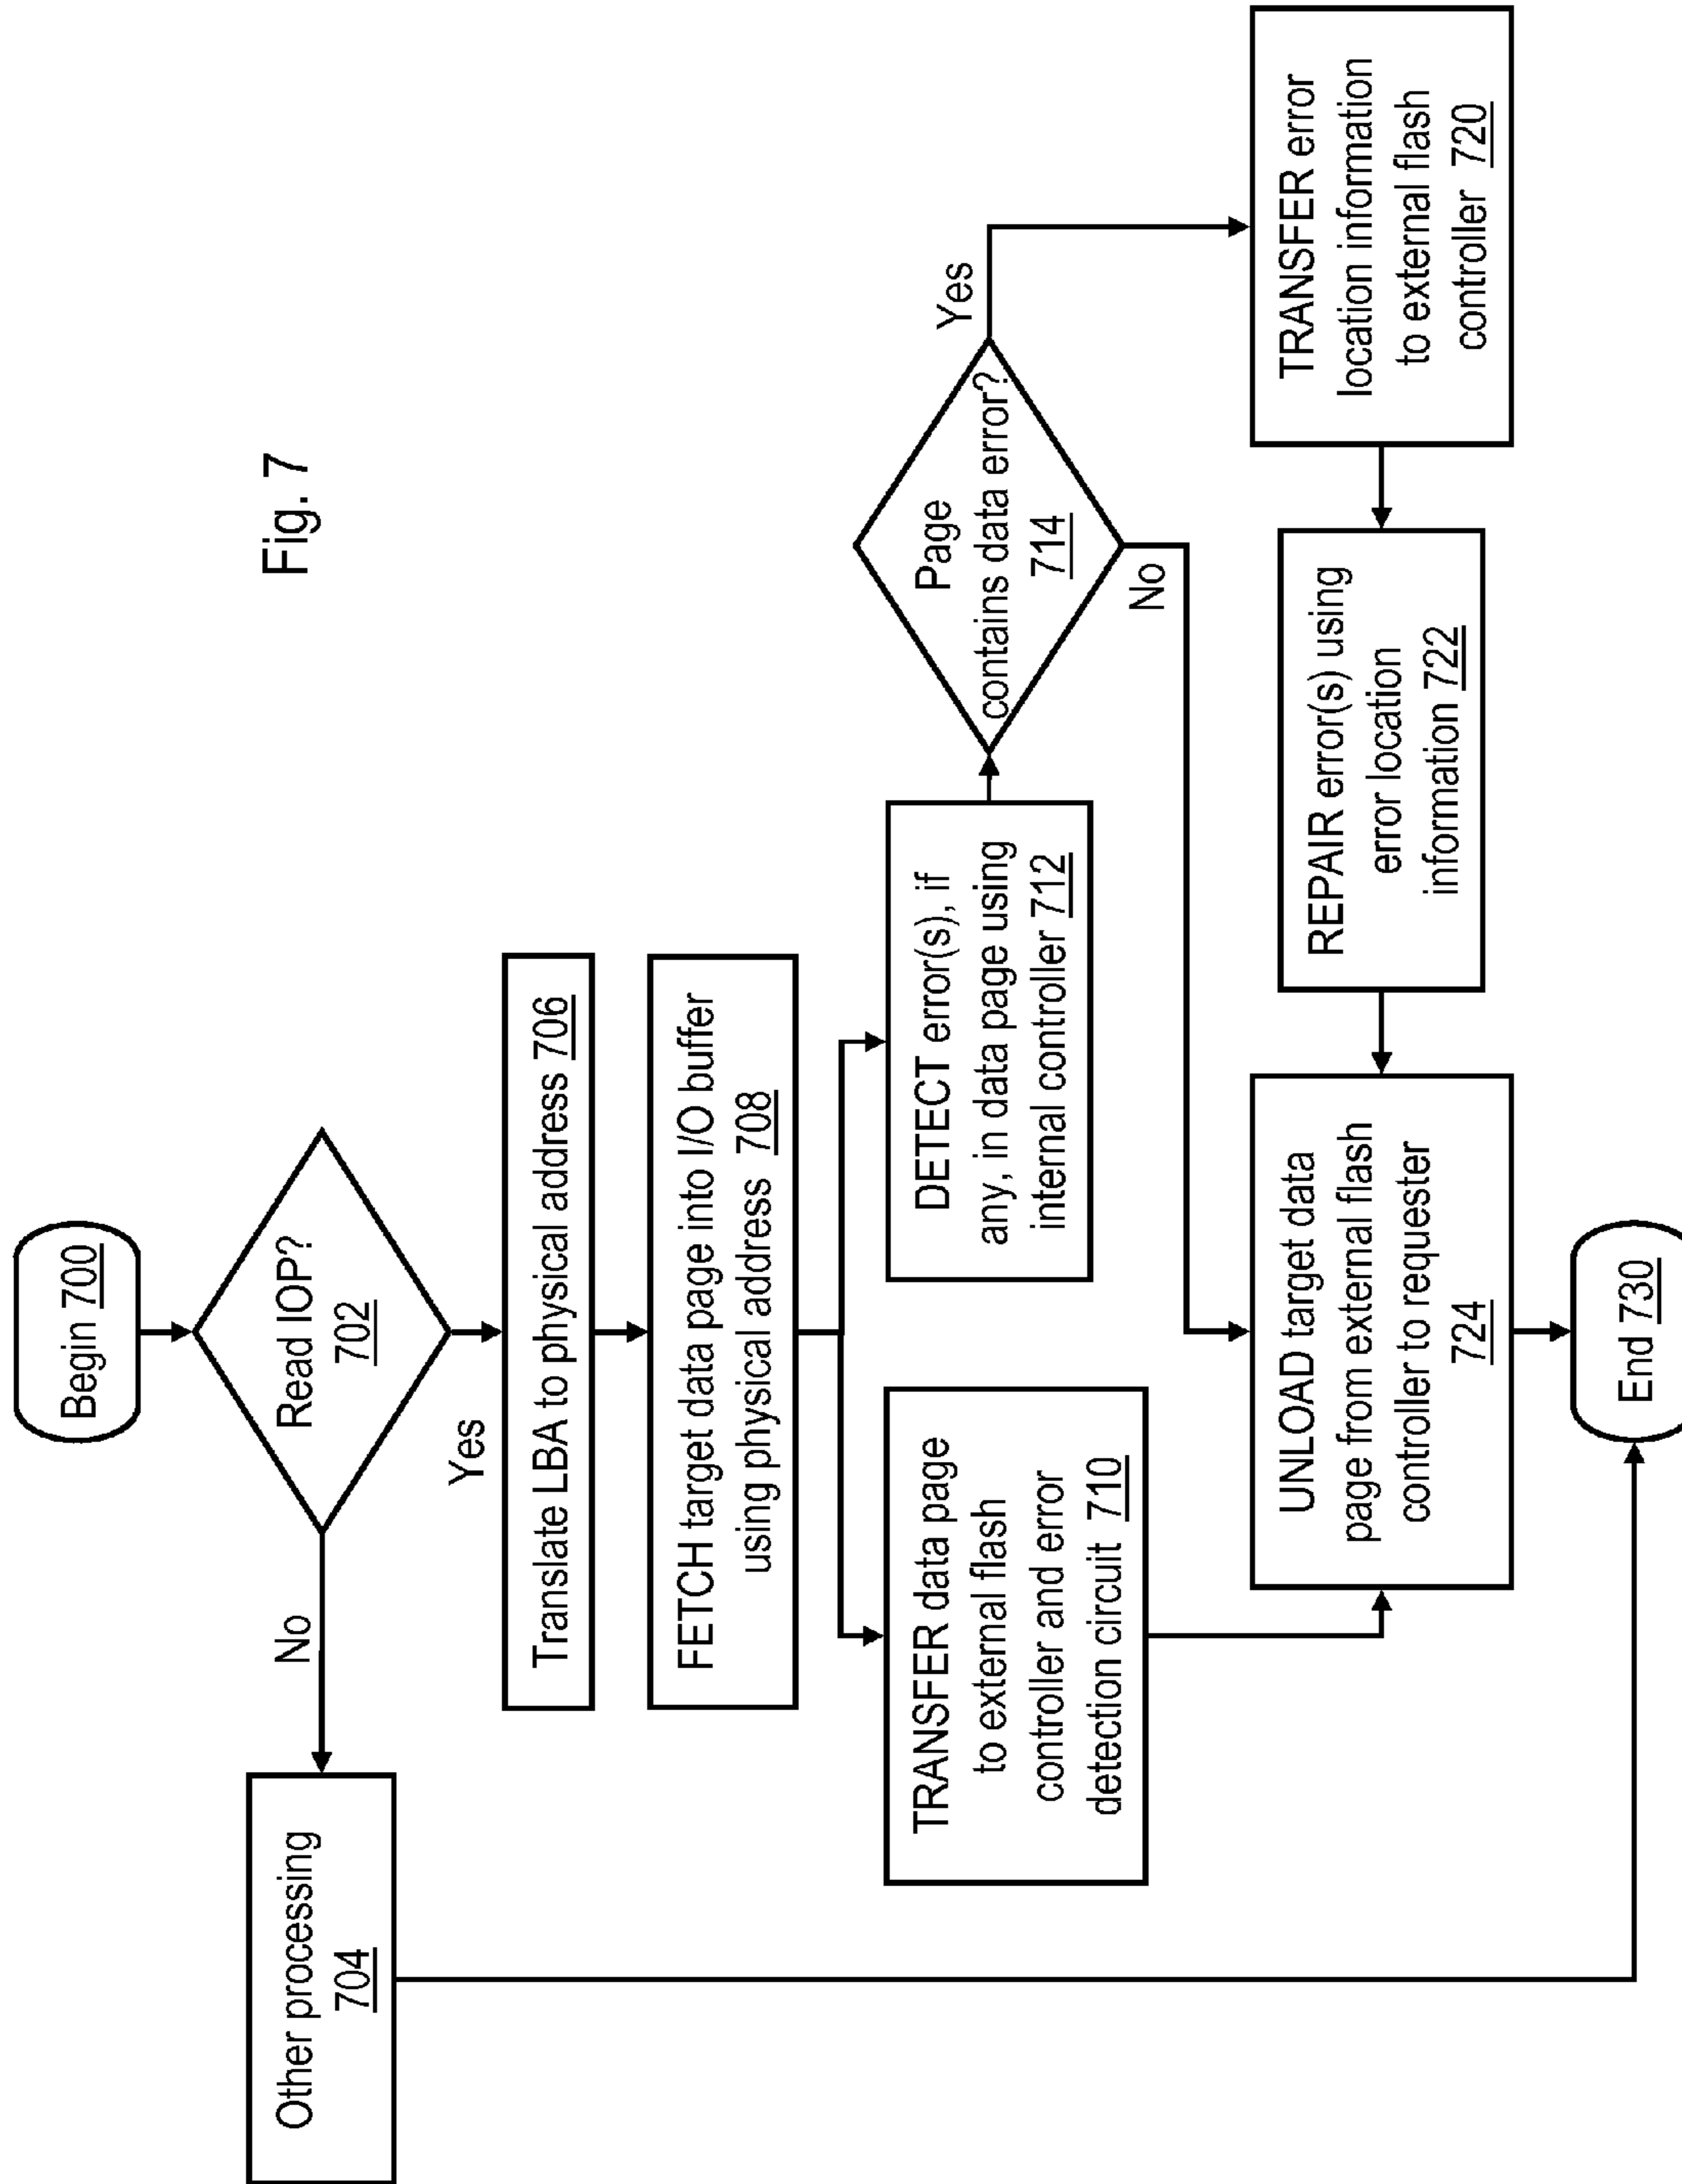 Fig. 7
Begin 700
Read IOP?
702
No
Yes
Other processing
704
Translate LBA to physical address 706
FETCH target data page into I/O buffer
using physical address 708
TRANSFER data page
to external flash
controller and error
detection circuit 710
DETECT error(s), if
any, in data page using
internal controller 712
Page
contains data error?
714
Yes
No
TRANSFER error
location information
to external flash
controller 720
REPAIR error(s) using
error location
information 722
UNLOAD target data
page from external flash
controller to requester
724
End 730